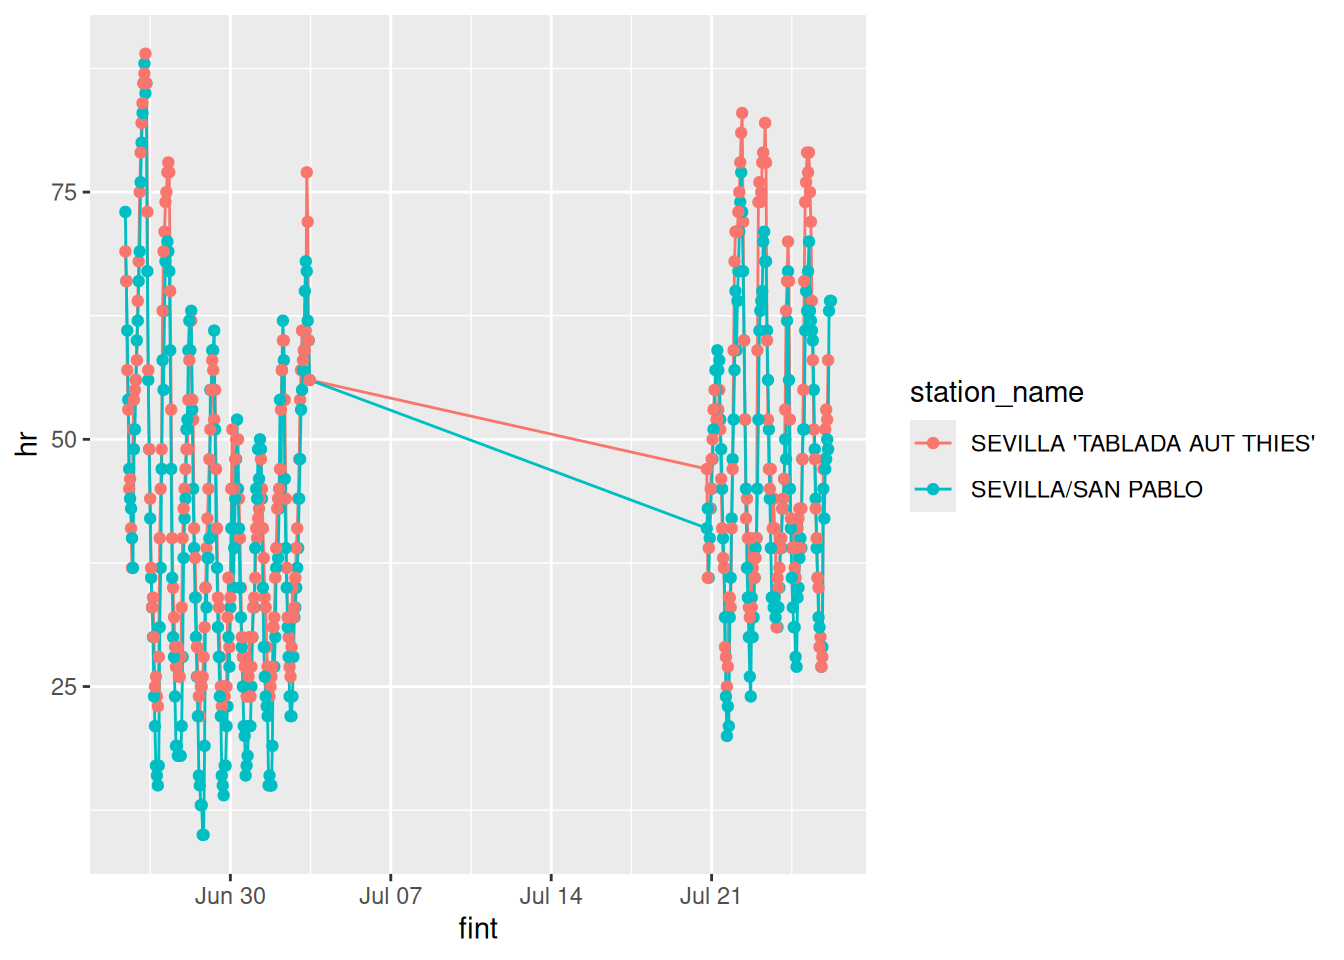 75
50
25
hr
Jun 30
Jul 07
Jul 14
Jul 21
fint
station_name
SEVILLA 'TABLADA AUT THIES'
SEVILLA/SAN PABLO